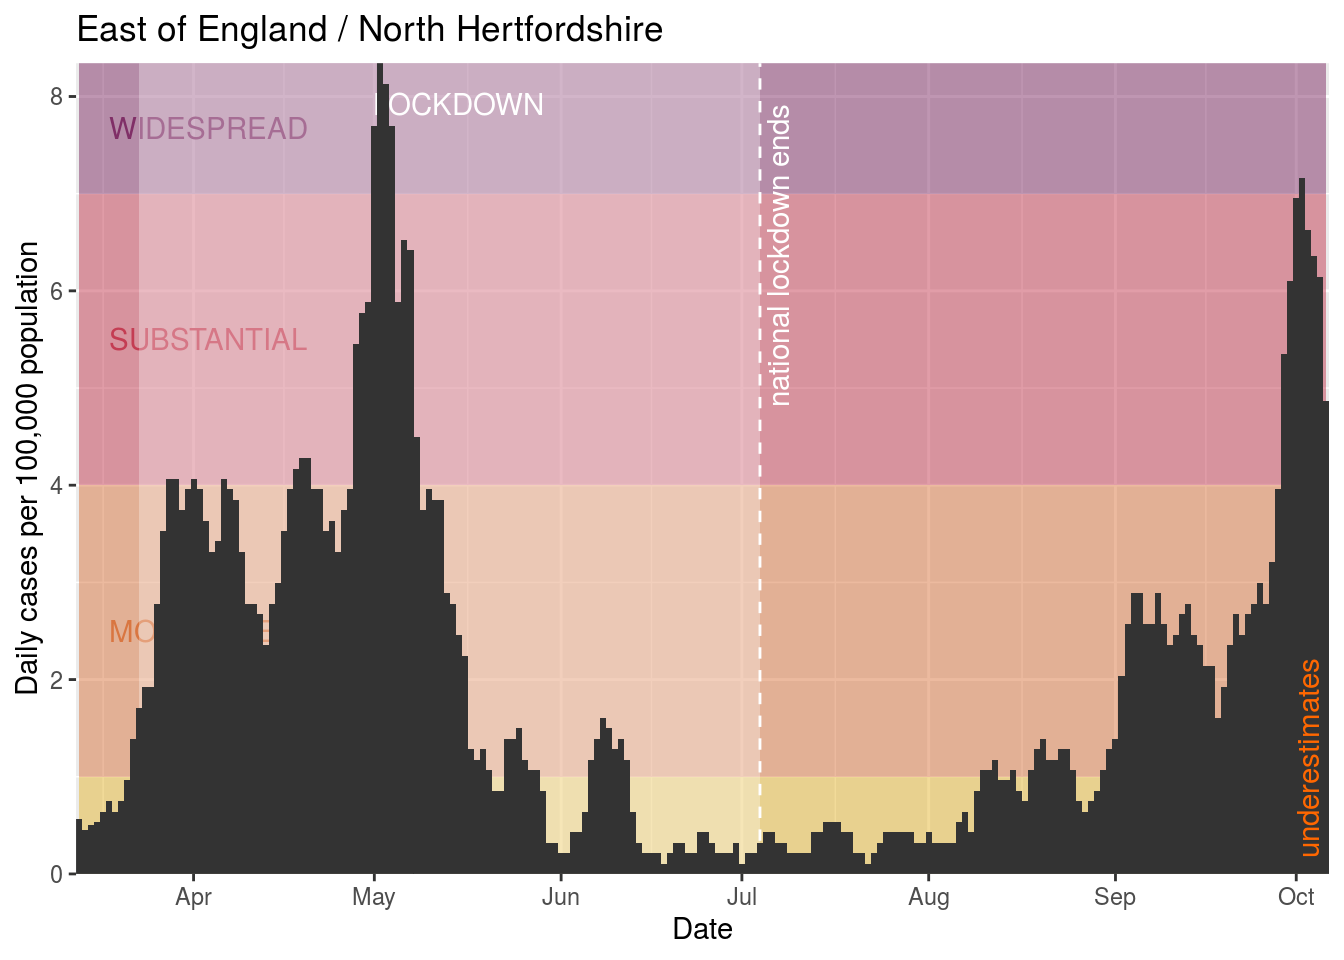 East of England / North Hertfordshire
Daily cases per 100,000 population
8
6
4
2
0
WIDESPREAD
SUBSTANTIAL
LOCKDOWN
national lockdown ends
underestimates
Apr
May
Jun
Jul
Aug
Sep
Oct
Date